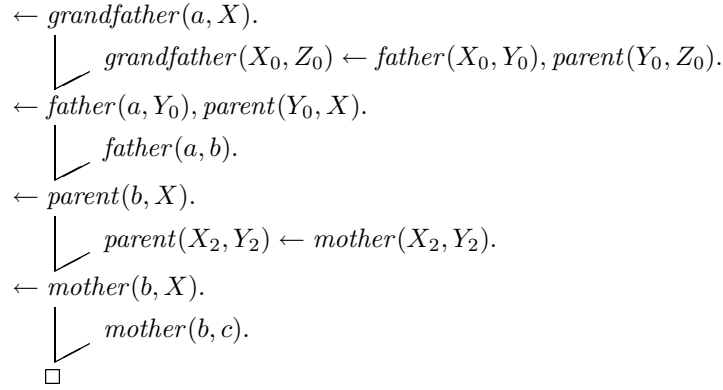 ← grandfather(a, X).
grandfather(X₀, Z₀) ← father(X₀, Y₀), parent(Y₀, Z₀).
← father(a, Y₀), parent(Y₀, X).
father(a, b).
← parent(b, X).
parent(X₂, Y₂) ← mother(X₂, Y₂).
← mother(b, X).
mother(b, c).
□